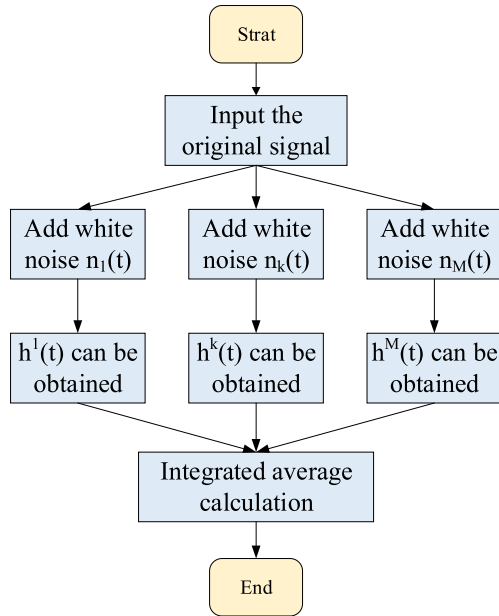 Strat
Input the
original signal
Add white
noise n₁(t)
Add white
noise nₖ(t)
Add white
noise n_M(t)
h¹(t) can be
obtained
hᵏ(t) can be
obtained
hᴹ(t) can be
obtained
Integrated average
calculation
End